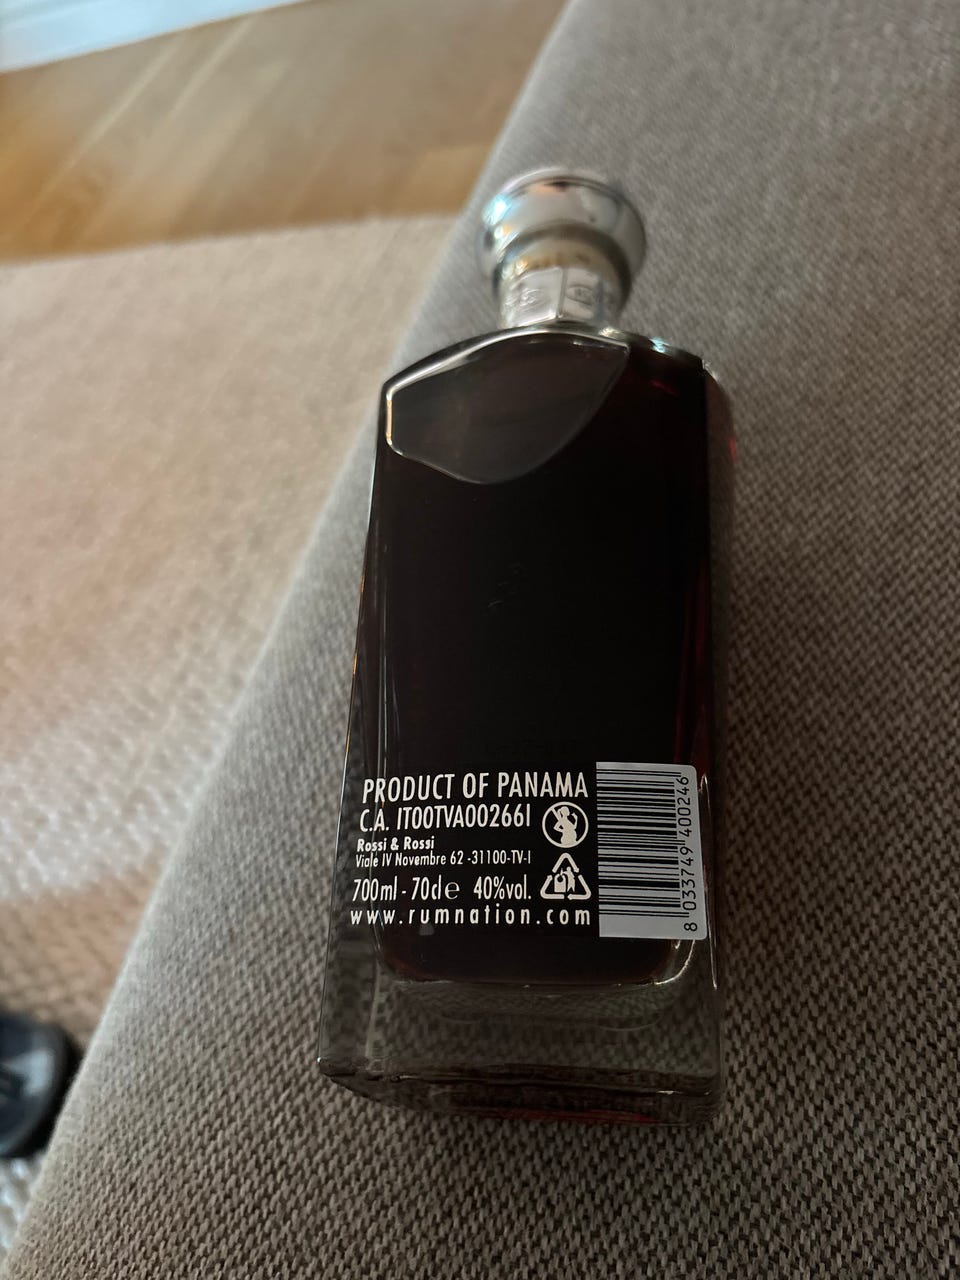 PRODUCT OF PANAMA
C.A. IT00TVA002661
Rossi & Rossi
Viale IV Novembre 62 -31100-TV-I
700ml - 70cl e 40%vol.
www.rumnation.com
8 033749 400246